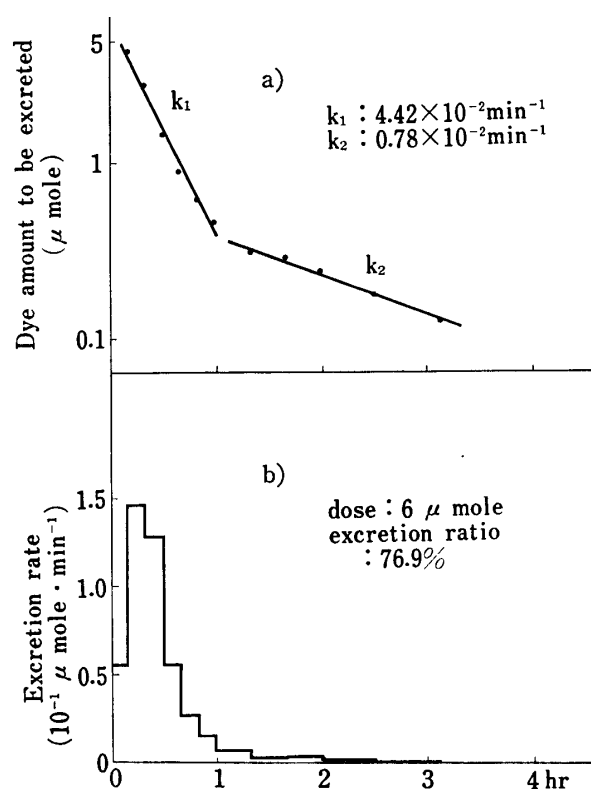 Dye amount to be excreted
(μ mole)
5
1
0.1
a)
k₁
k₁ : 4.42×10⁻²min⁻¹
k₂ : 0.78×10⁻²min⁻¹
k₂
Excretion rate
(10⁻¹ μ mole · min⁻¹)
1.5
1.0
0.5
0
b)
dose : 6 μ mole
excretion ratio
: 76.9%
0 1 2 3 4 hr